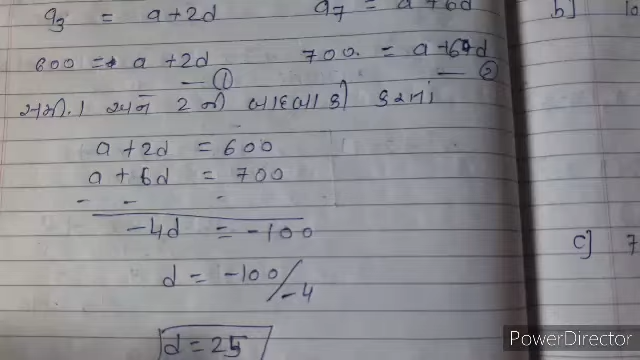 a₃ = a+2d a₇ = a+6d b] 10
600 = a+2d 700 = a+6d
— ① — ②
સમી.1 અને 2 ની બાદબાકી કરતાં
a+2d = 600
a+6d = 700
- - -
-4d = -100
d = -100/-4
c] 7
d = 25
PowerDirector